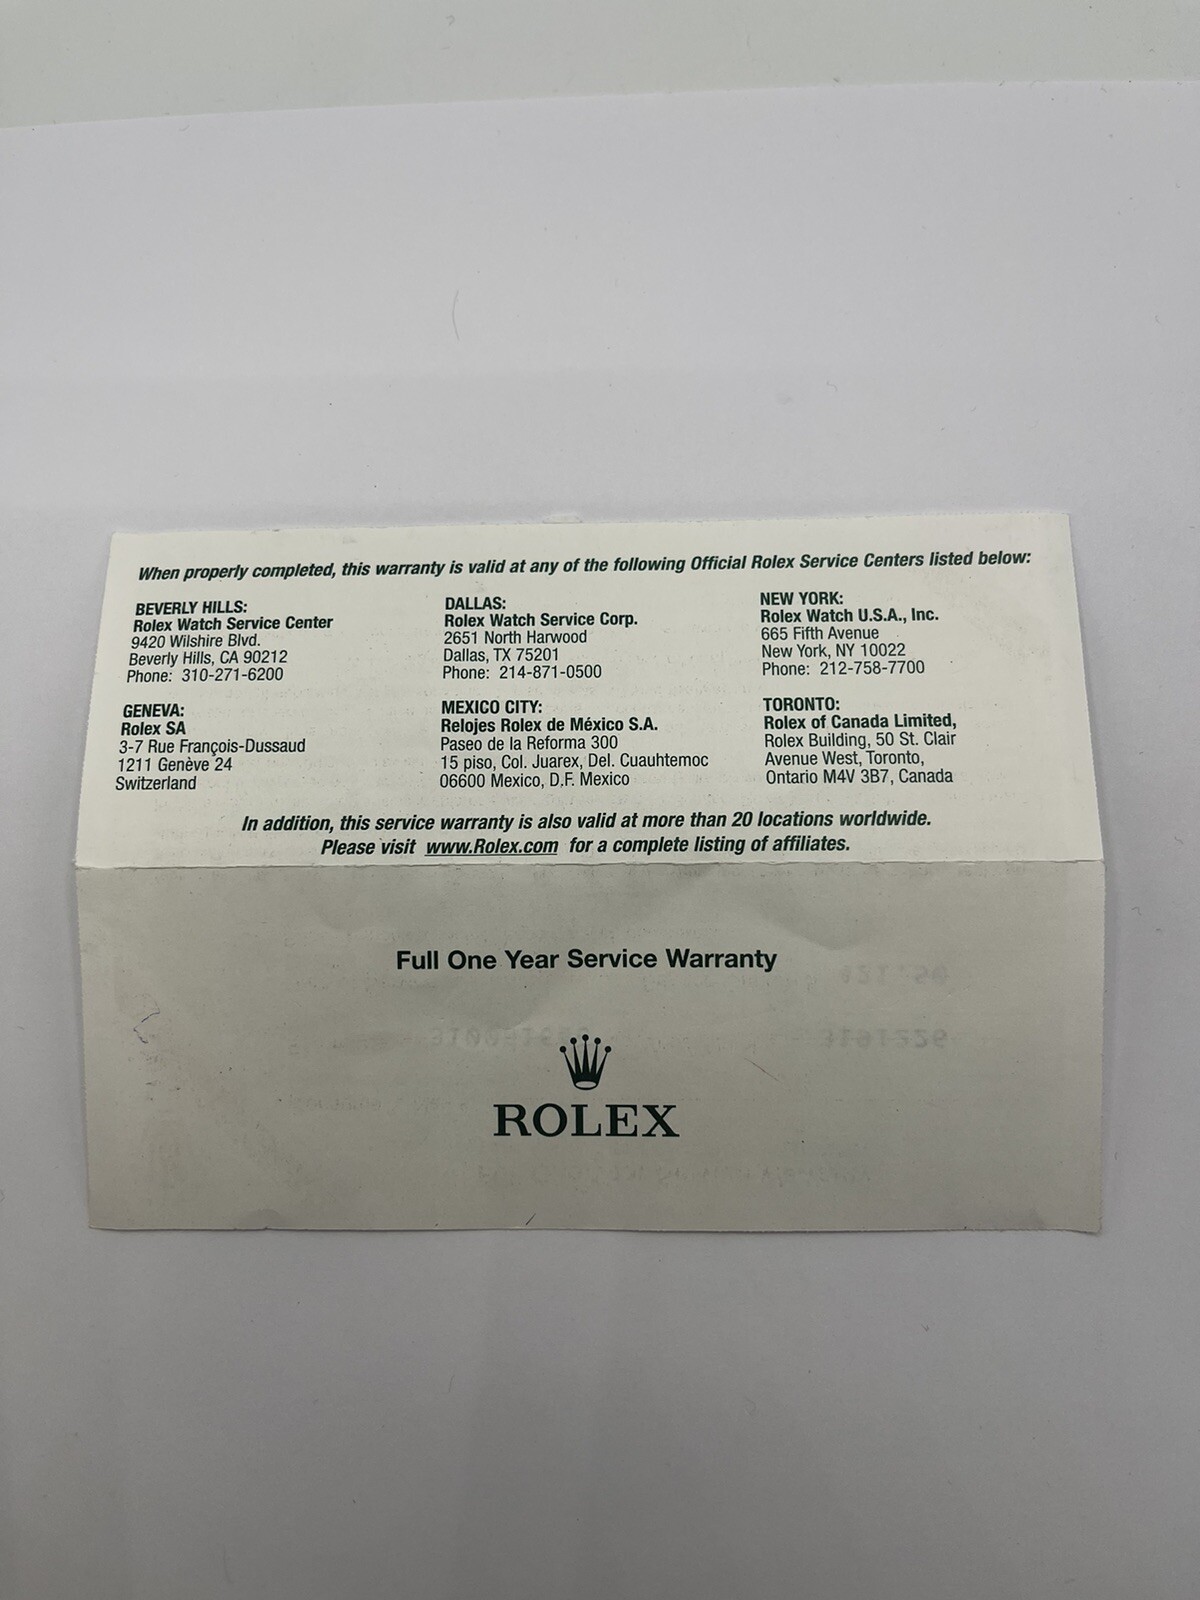 When properly completed, this warranty is valid at any of the following Official Rolex Service Centers listed below:
BEVERLY HILLS:
Rolex Watch Service Center
9420 Wilshire Blvd.
Beverly Hills, CA 90212
Phone: 310-271-6200
DALLAS:
Rolex Watch Service Corp.
2651 North Harwood
Dallas, TX 75201
Phone: 214-871-0500
NEW YORK:
Rolex Watch U.S.A., Inc.
665 Fifth Avenue
New York, NY 10022
Phone: 212-758-7700
GENEVA:
Rolex SA
3-7 Rue François-Dussaud
1211 Genève 24
Switzerland
MEXICO CITY:
Relojes Rolex de México S.A.
Paseo de la Reforma 300
15 piso, Col. Juarex, Del. Cuauhtemoc
06600 Mexico, D.F. Mexico
TORONTO:
Rolex of Canada Limited,
Rolex Building, 50 St. Clair
Avenue West, Toronto,
Ontario M4V 3B7, Canada
In addition, this service warranty is also valid at more than 20 locations worldwide.
Please visit www.Rolex.com for a complete listing of affiliates.
Full One Year Service Warranty
ROLEX